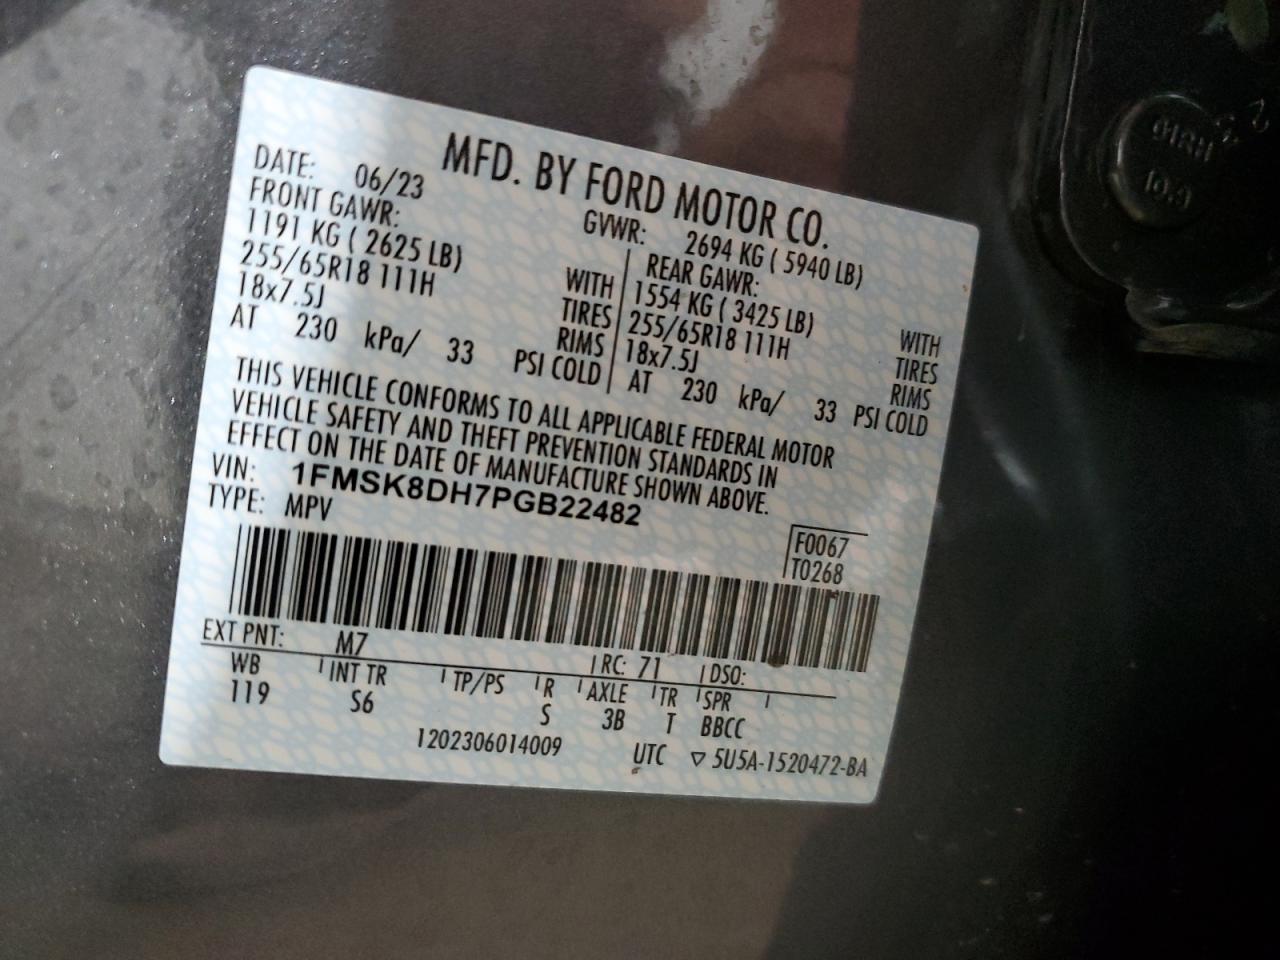 MFD. BY FORD MOTOR CO.
DATE: 06/23 GVWR: 2694 KG ( 5940 LB)
FRONT GAWR: REAR GAWR:
1191 KG ( 2625 LB) WITH 1554 KG ( 3425 LB) WITH
255/65R18 111H TIRES 255/65R18 111H TIRES
18x7.5J RIMS 18x7.5J RIMS
AT 230 kPa/ 33 PSI COLD AT 230 kPa/ 33 PSI COLD
THIS VEHICLE CONFORMS TO ALL APPLICABLE FEDERAL MOTOR
VEHICLE SAFETY AND THEFT PREVENTION STANDARDS IN
EFFECT ON THE DATE OF MANUFACTURE SHOWN ABOVE.
VIN: 1FMSK8DH7PGB22482
TYPE: MPV
F0067
T0268
EXT PNT: M7 RC: 71 DSO:
WB INT TR TP/PS R AXLE TR SPR
119 S6 S 3B T BBCC
1202306014009 UTC ▽ 5U5A-1520472-BA